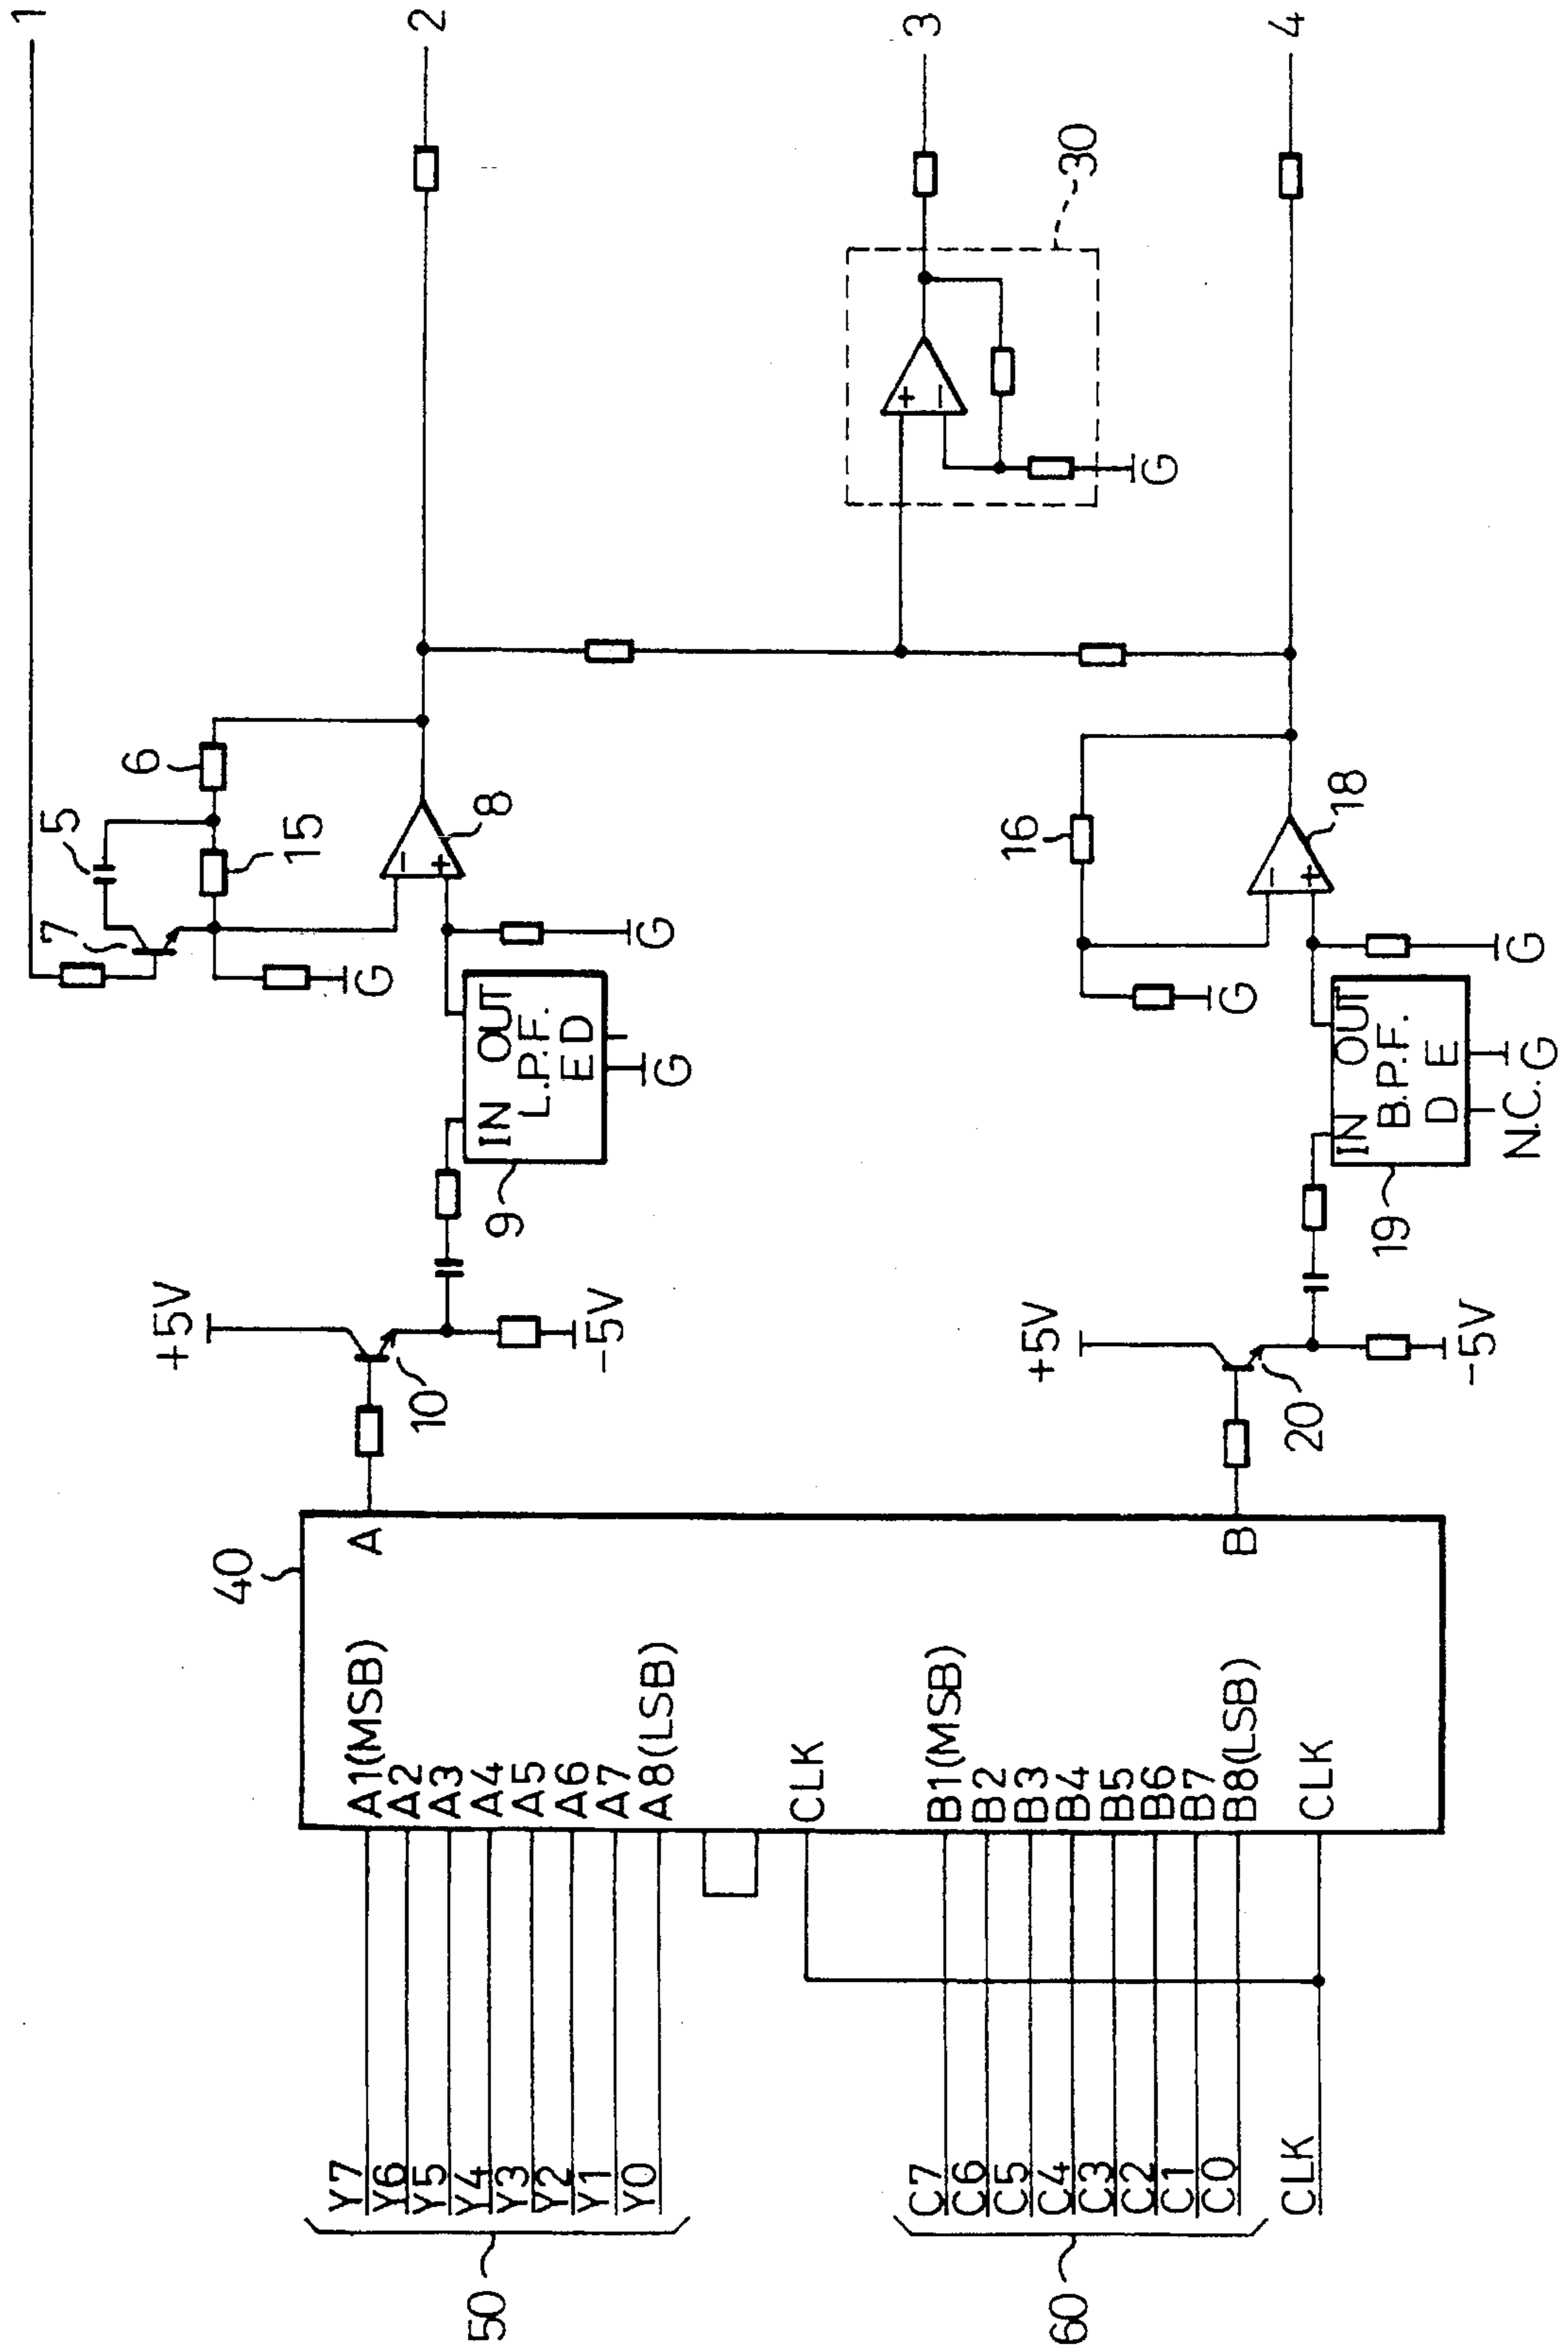 1
2
3
4
30
6
5
15
7
8
G
G
OUT
IN
L.P.F.
E D
G
9
+5V
10
-5V
16
18
G
G
OUT
IN
B.P.F.
D E
N.C.
G
19
+5V
20
-5V
G
40
A
B
A1(MSB)
A2
A3
A4
A5
A6
A7
A8(LSB)
CLK
B1(MSB)
B2
B3
B4
B5
B6
B7
B8(LSB)
CLK
Y7
Y6
Y5
Y4
Y3
Y2
Y1
Y0
50
C7
C6
C5
C4
C3
C2
C1
C0
CLK
60
+
−
−
+
−
+